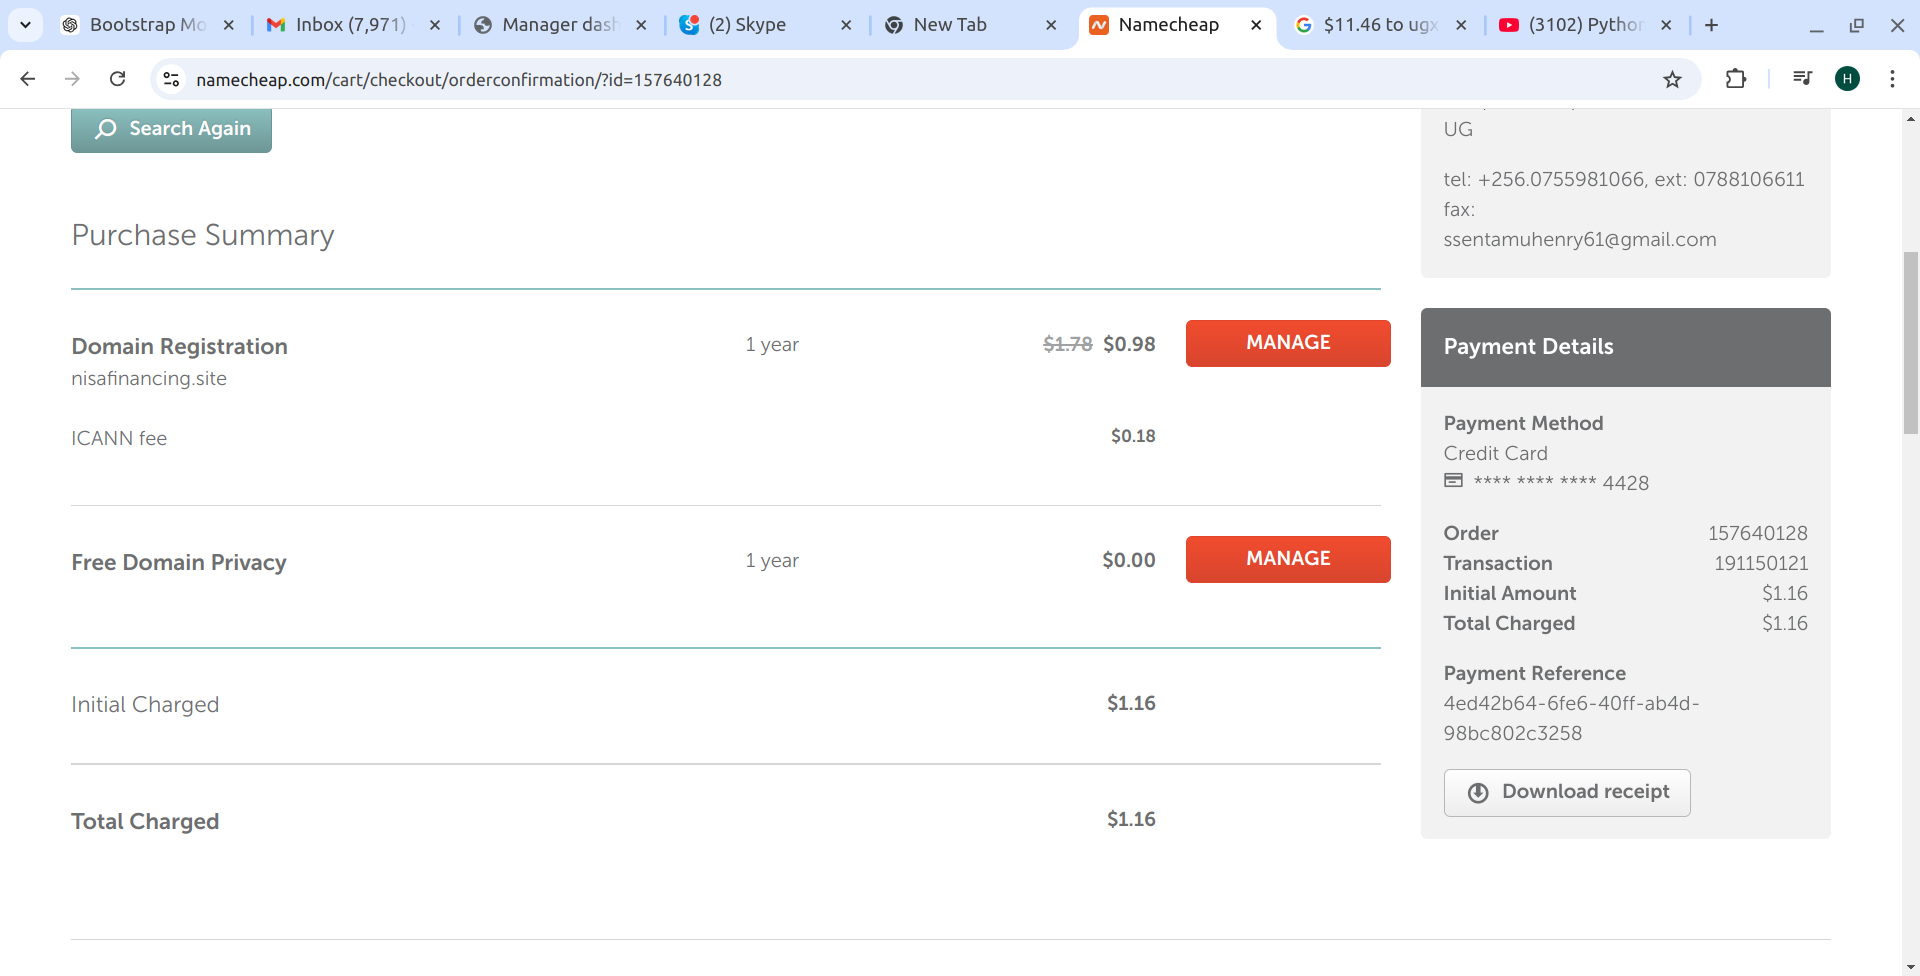 Bootstrap Mo
Inbox (7,971)
Manager dash
(2) Skype
New Tab
Namecheap
$11.46 to ugx
(3102) Python
namecheap.com/cart/checkout/orderconfirmation/?id=157640128
H
Search Again
Purchase Summary
Domain Registration 1 year $1.78 $0.98 MANAGE
nisafinancing.site
ICANN fee $0.18
Free Domain Privacy 1 year $0.00 MANAGE
Initial Charged $1.16
Total Charged $1.16
UG
tel: +256.0755981066, ext: 0788106611
fax:
ssentamuhenry61@gmail.com
Payment Details
Payment Method
Credit Card
**** **** **** 4428
Order 157640128
Transaction 191150121
Initial Amount $1.16
Total Charged $1.16
Payment Reference
4ed42b64-6fe6-40ff-ab4d-
98bc802c3258
Download receipt